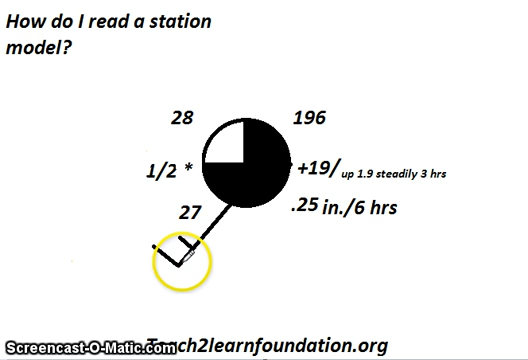 How do I read a station
model?
28 196
1/2 * +19/ up 1.9 steadily 3 hrs
27 .25 in./6 hrs
Screencast-O-Matic.com
Teach2learnfoundation.org